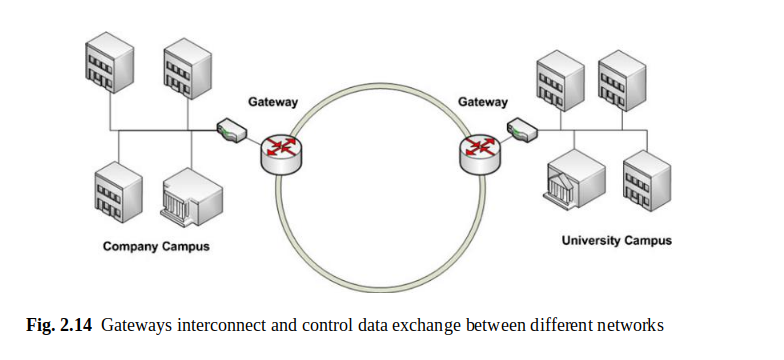 Gateway
Gateway
Company Campus
University Campus
Fig. 2.14 Gateways interconnect and control data exchange between different networks